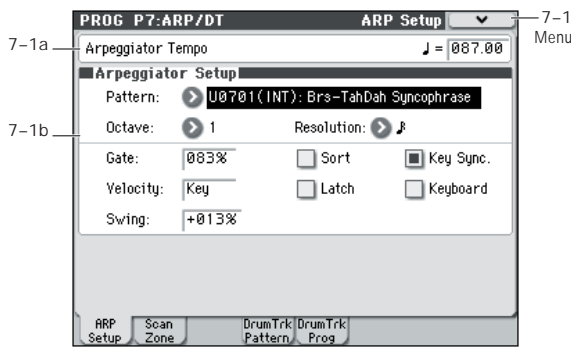 PROG P7:ARP/DT ARP Setup
7-1
Menu
7-1a
Arpeggiator Tempo ♩ = 087.00
Arpeggiator Setup
Pattern: U0701(INT): Brs-TahDah Syncophrase
7-1b
Octave: 1 Resolution: ♪
Gate: 083% Sort Key Sync.
Velocity: Key Latch Keyboard
Swing: +013%
ARP Setup Scan Zone DrumTrk Pattern DrumTrk Prog